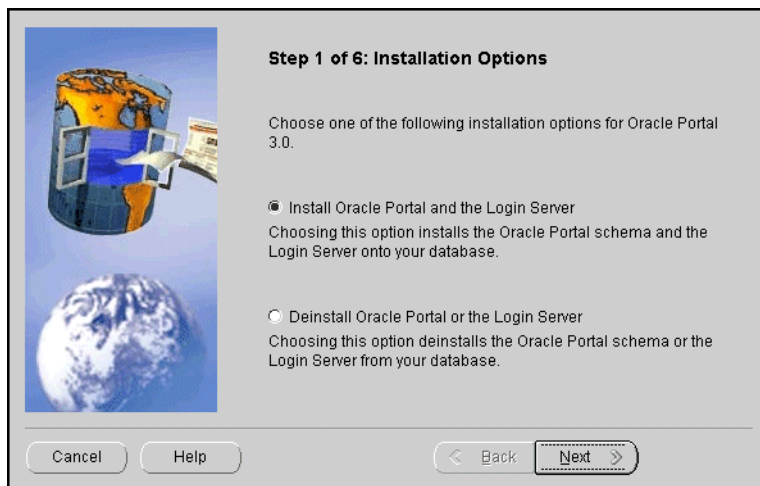 Step 1 of 6: Installation Options
Choose one of the following installation options for Oracle Portal
3.0.
Install Oracle Portal and the Login Server
Choosing this option installs the Oracle Portal schema and the
Login Server onto your database.
Deinstall Oracle Portal or the Login Server
Choosing this option deinstalls the Oracle Portal schema or the
Login Server from your database.
Cancel Help Back Next